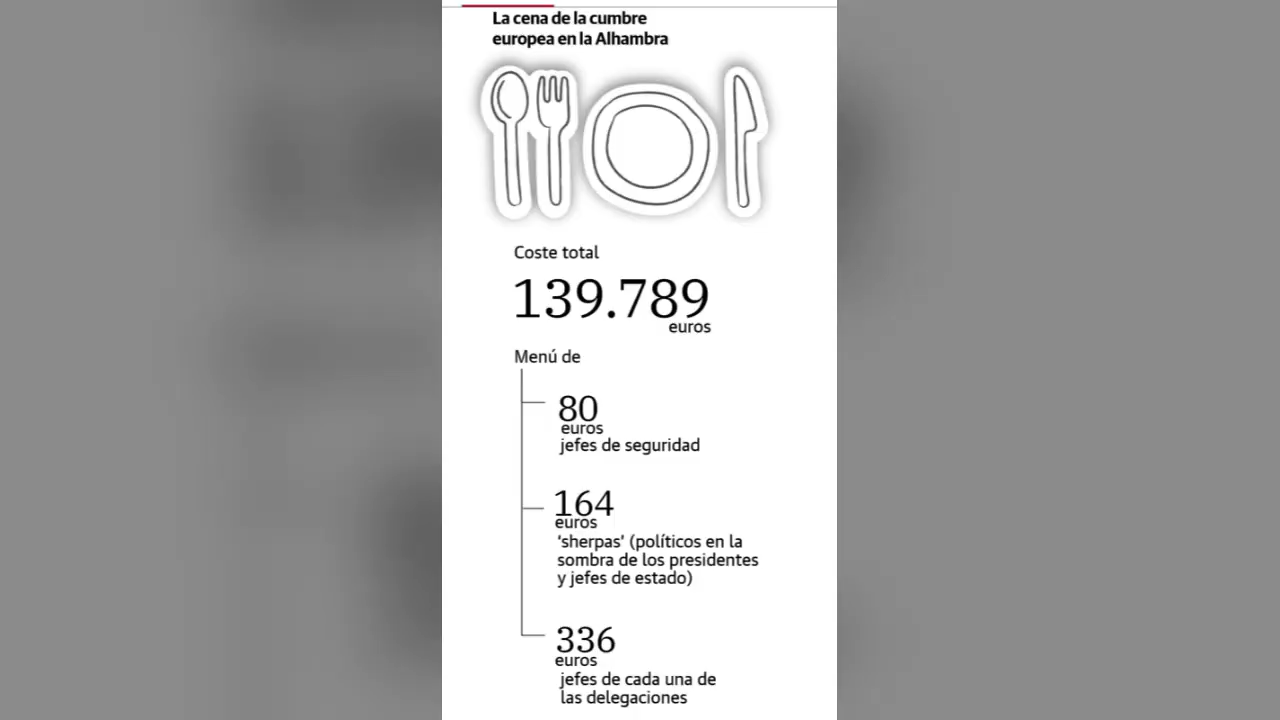 La cena de la cumbre
europea en la Alhambra
Coste total
139.789
euros
Menú de
80
euros
jefes de seguridad
164
euros
'sherpas' (políticos en la
sombra de los presidentes
y jefes de estado)
336
euros
jefes de cada una de
las delegaciones